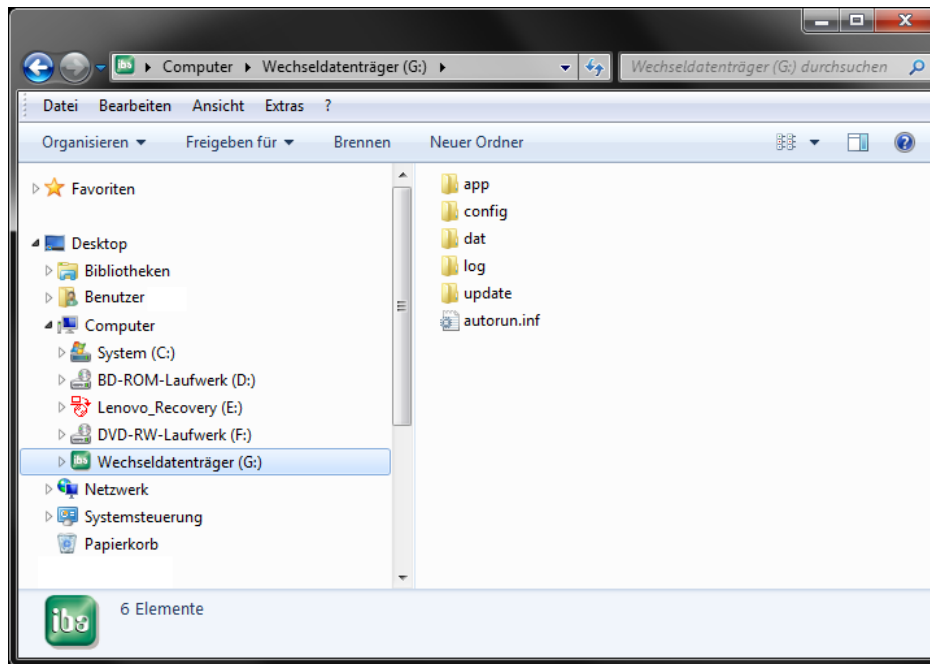 iba Computer Wechseldatenträger (G:) Wechseldatenträger (G:) durchsuchen
Datei Bearbeiten Ansicht Extras ?
Organisieren Freigeben für Brennen Neuer Ordner ?
Favoriten
Desktop
Bibliotheken
Benutzer
Computer
System (C:)
BD-ROM-Laufwerk (D:)
Lenovo_Recovery (E:)
DVD-RW-Laufwerk (F:)
iba Wechseldatenträger (G:)
Netzwerk
Systemsteuerung
Papierkorb
app
config
dat
log
update
autorun.inf
iba 6 Elemente